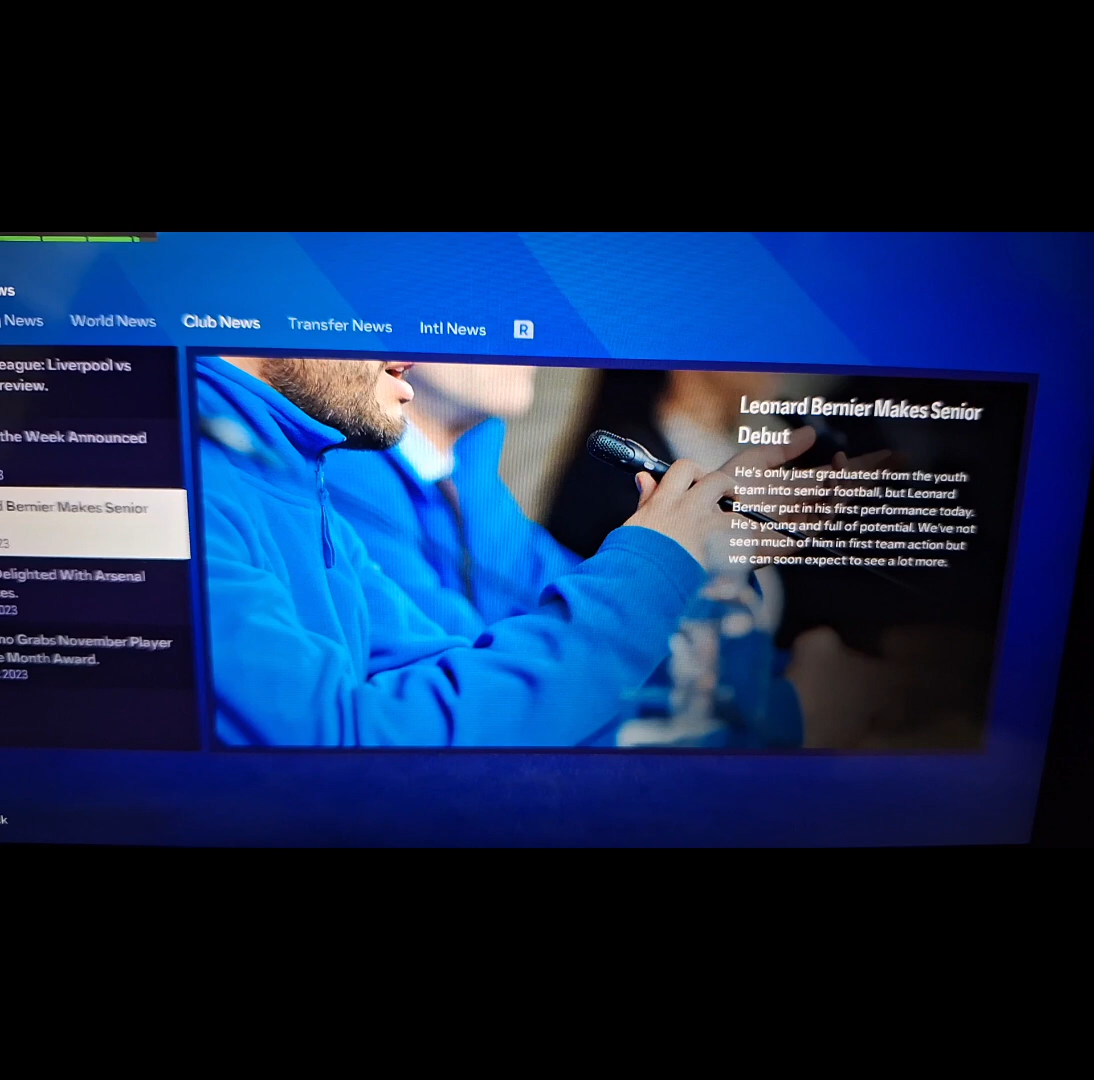 ws
News World News Club News Transfer News Intl News R
eague: Liverpool vs
review.
the Week Announced
3
Bernier Makes Senior
23
Delighted With Arsenal
es.
023
no Grabs November Player
e Month Award.
2023
k
Leonard Bernier Makes Senior
Debut
He's only just graduated from the youth
team into senior football, but Leonard
Bernier put in his first performance today.
He's young and full of potential. We've not
seen much of him in first team action but
we can soon expect to see a lot more.